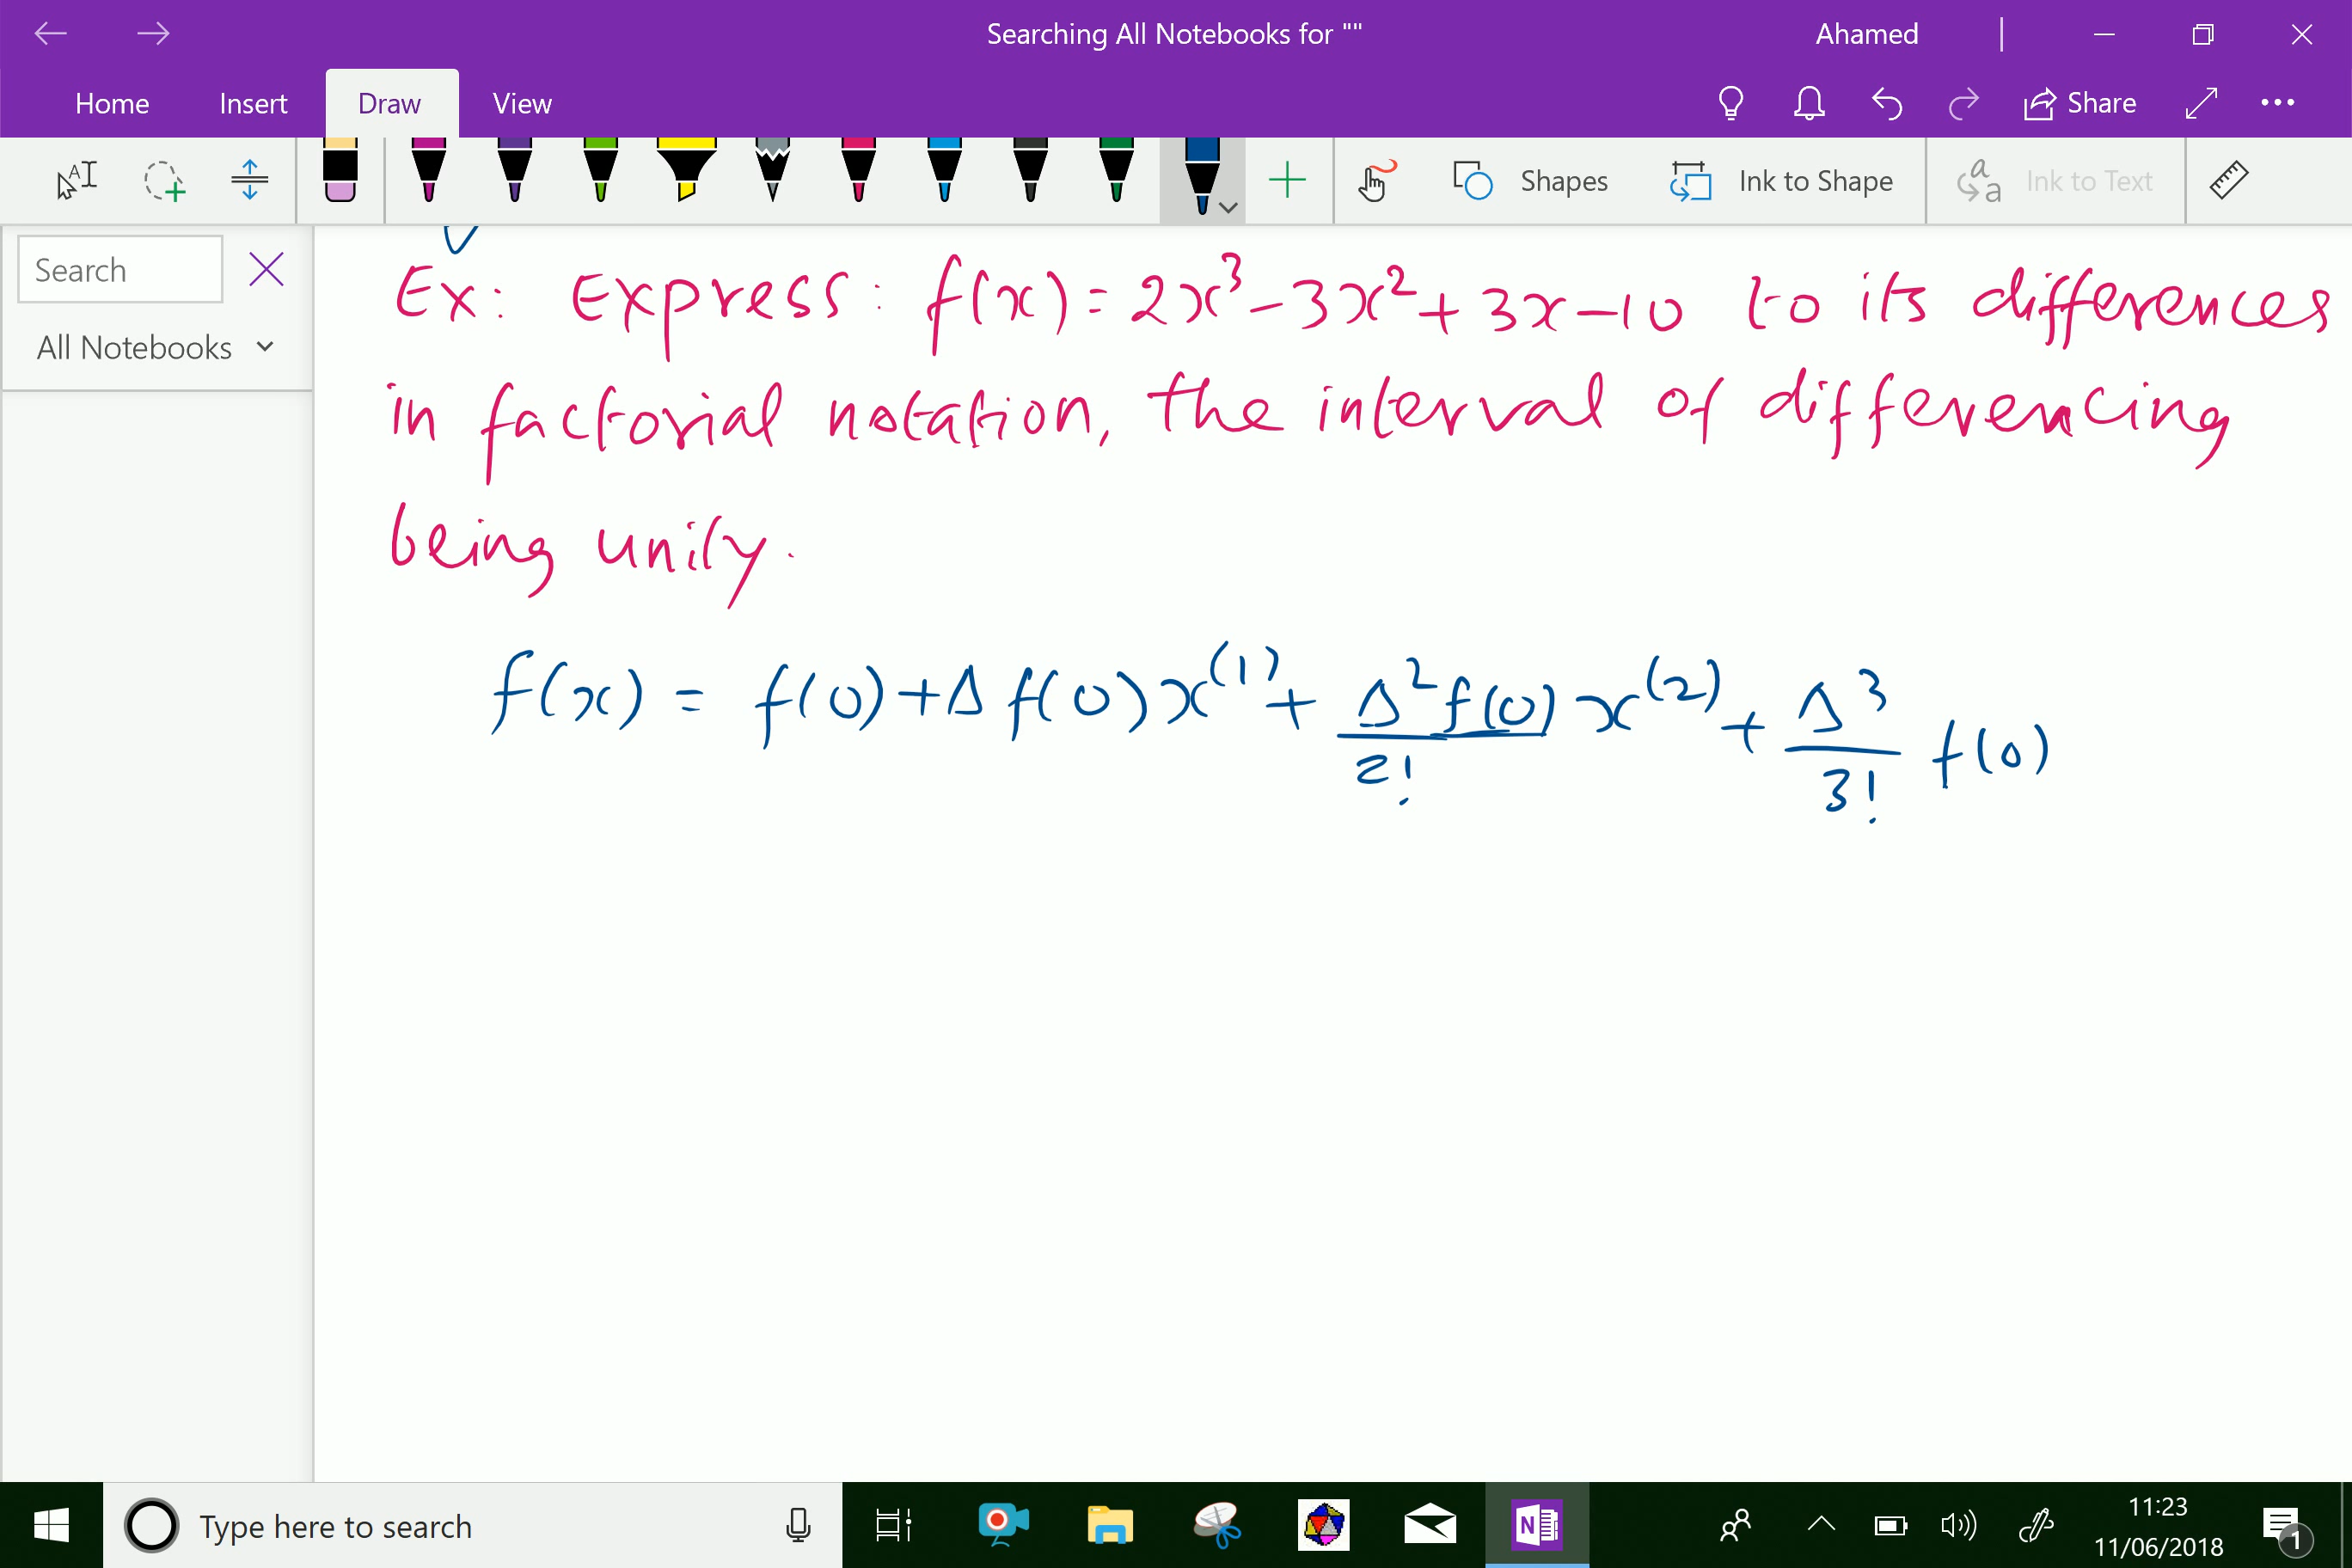 Searching All Notebooks for ""
Ahamed
Home Insert Draw View
Share
Shapes Ink to Shape Ink to Text
Search
All Notebooks
Ex: Express: f(x) = 2x³ − 3x² + 3x − 10 to its differences
in factorial notation, the interval of differencing
being unity.
f(x) = f(0) + Δ f(0) x⁽¹⁾ + Δ² f(0)/2! x⁽²⁾ + Δ³/3! f(0)
Type here to search
11:23
11/06/2018
1